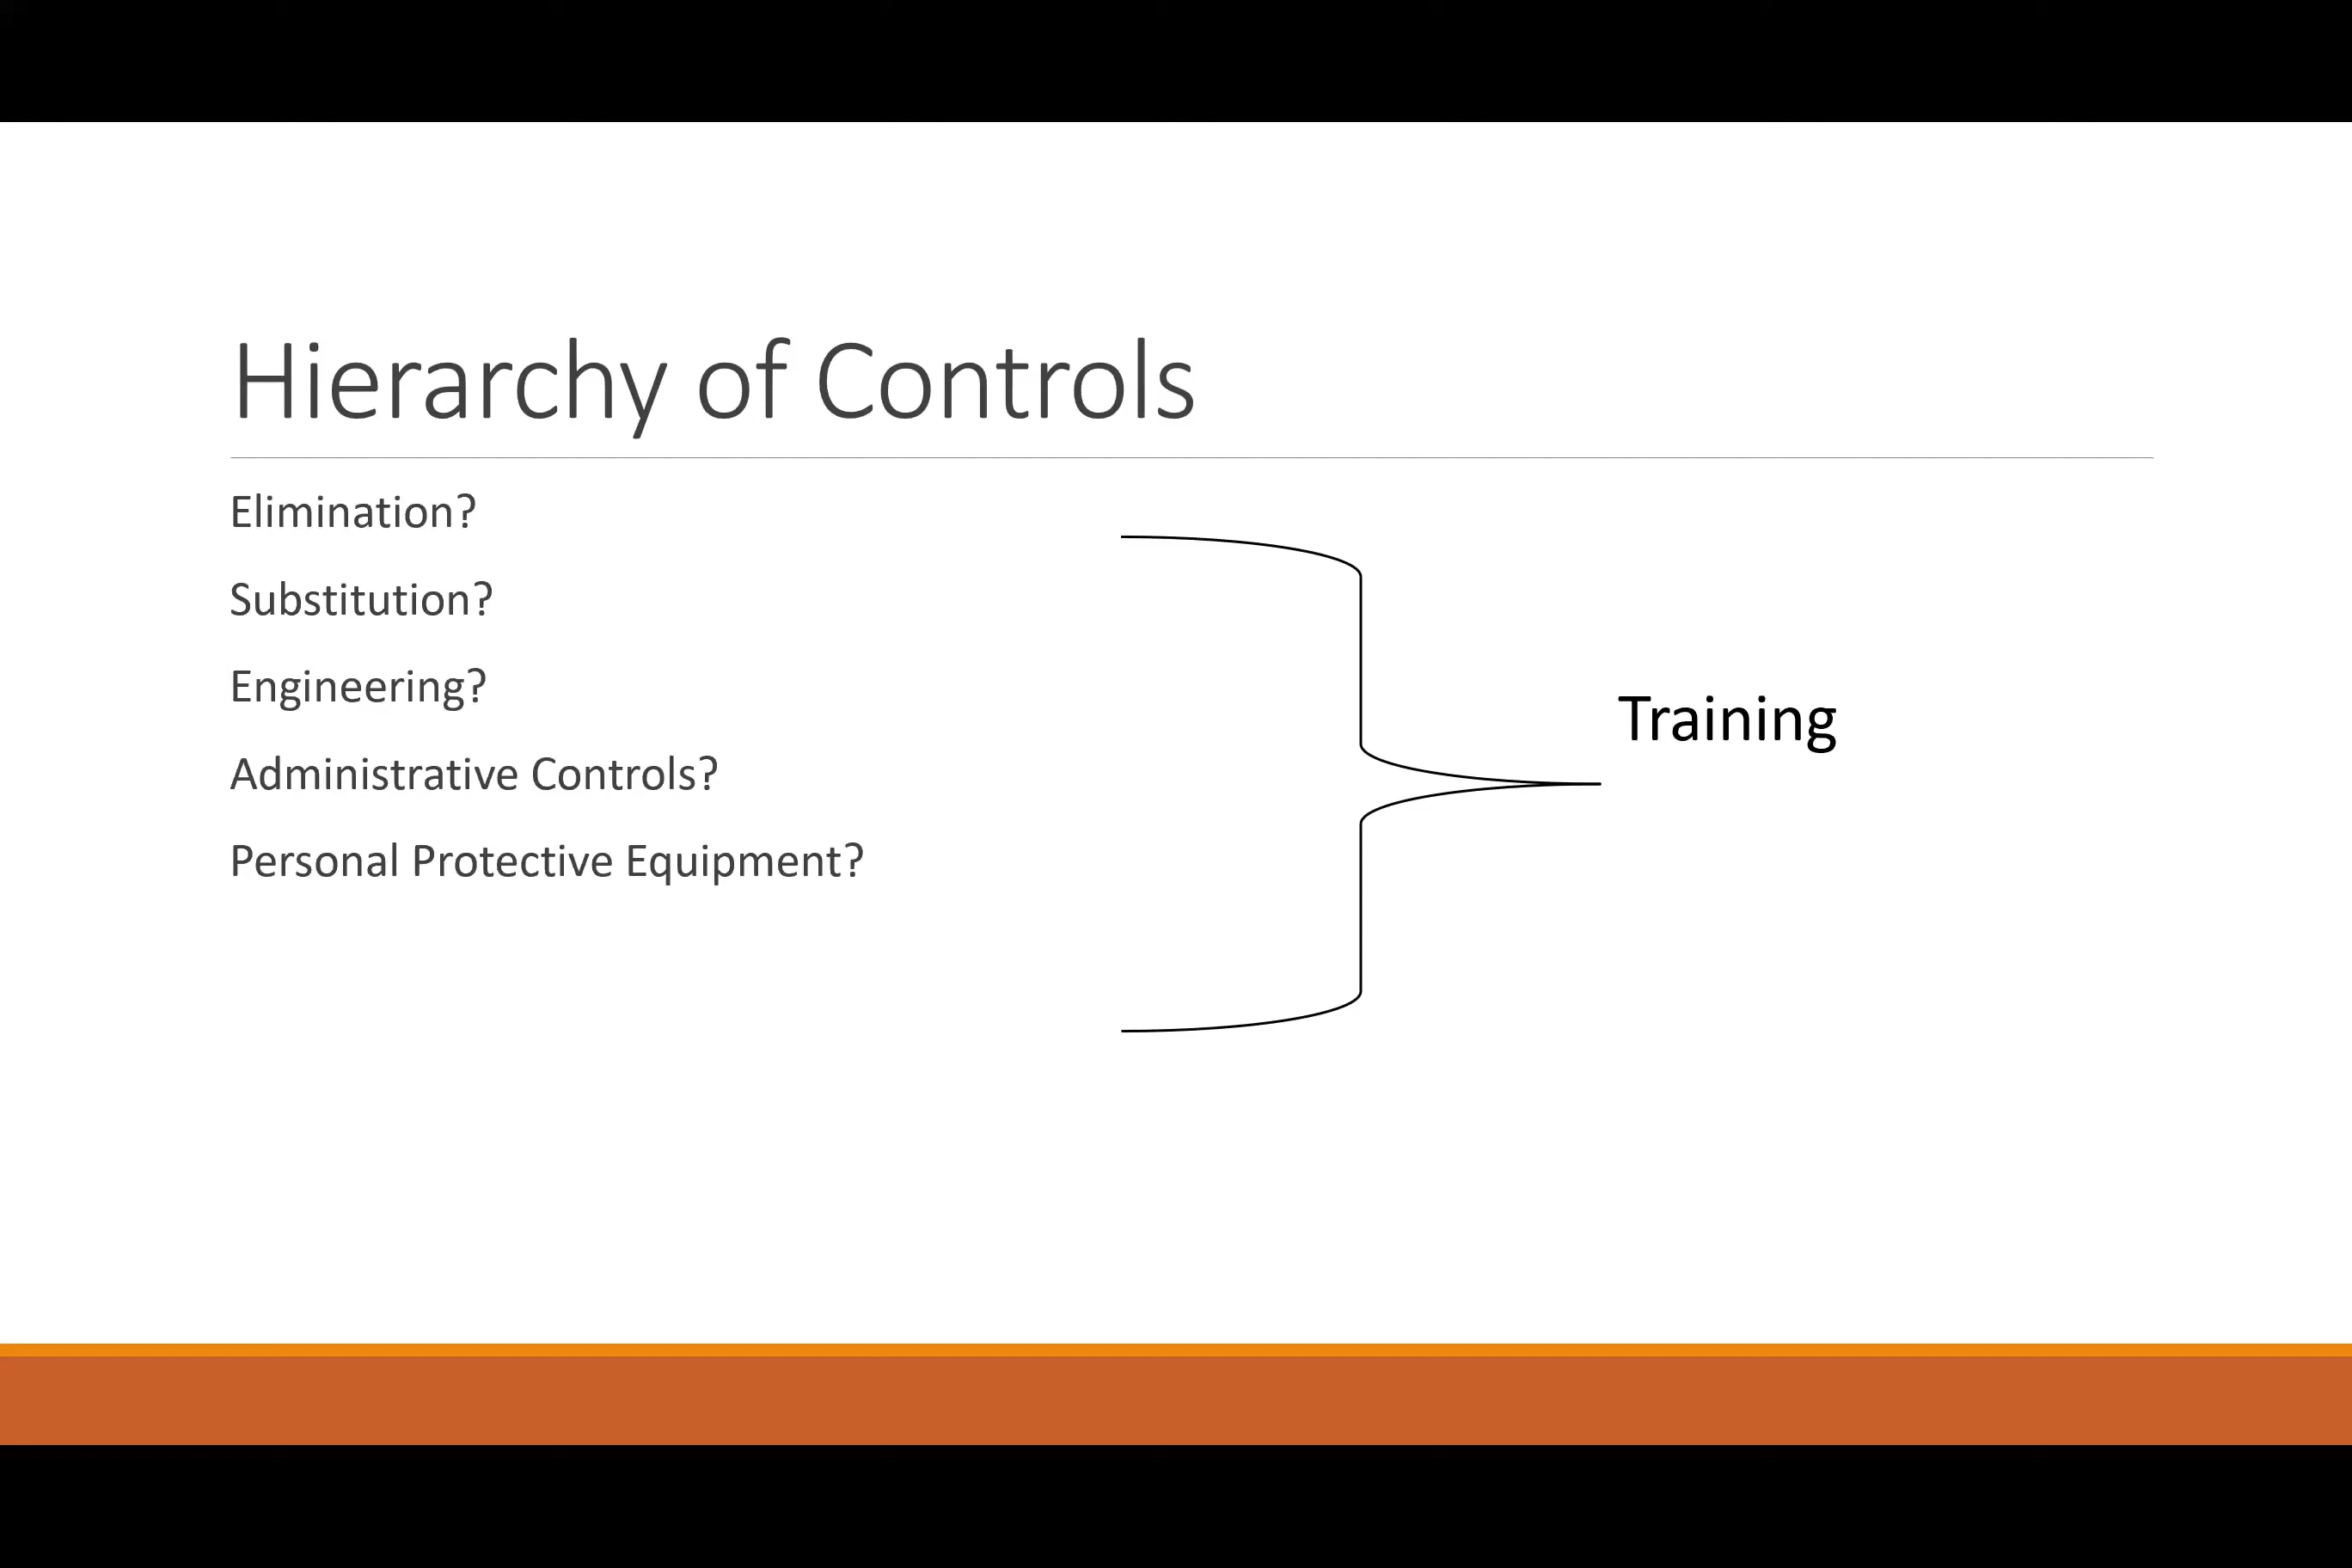 Hierarchy of Controls
Elimination?
Substitution?
Engineering?
Administrative Controls?
Personal Protective Equipment?
Training